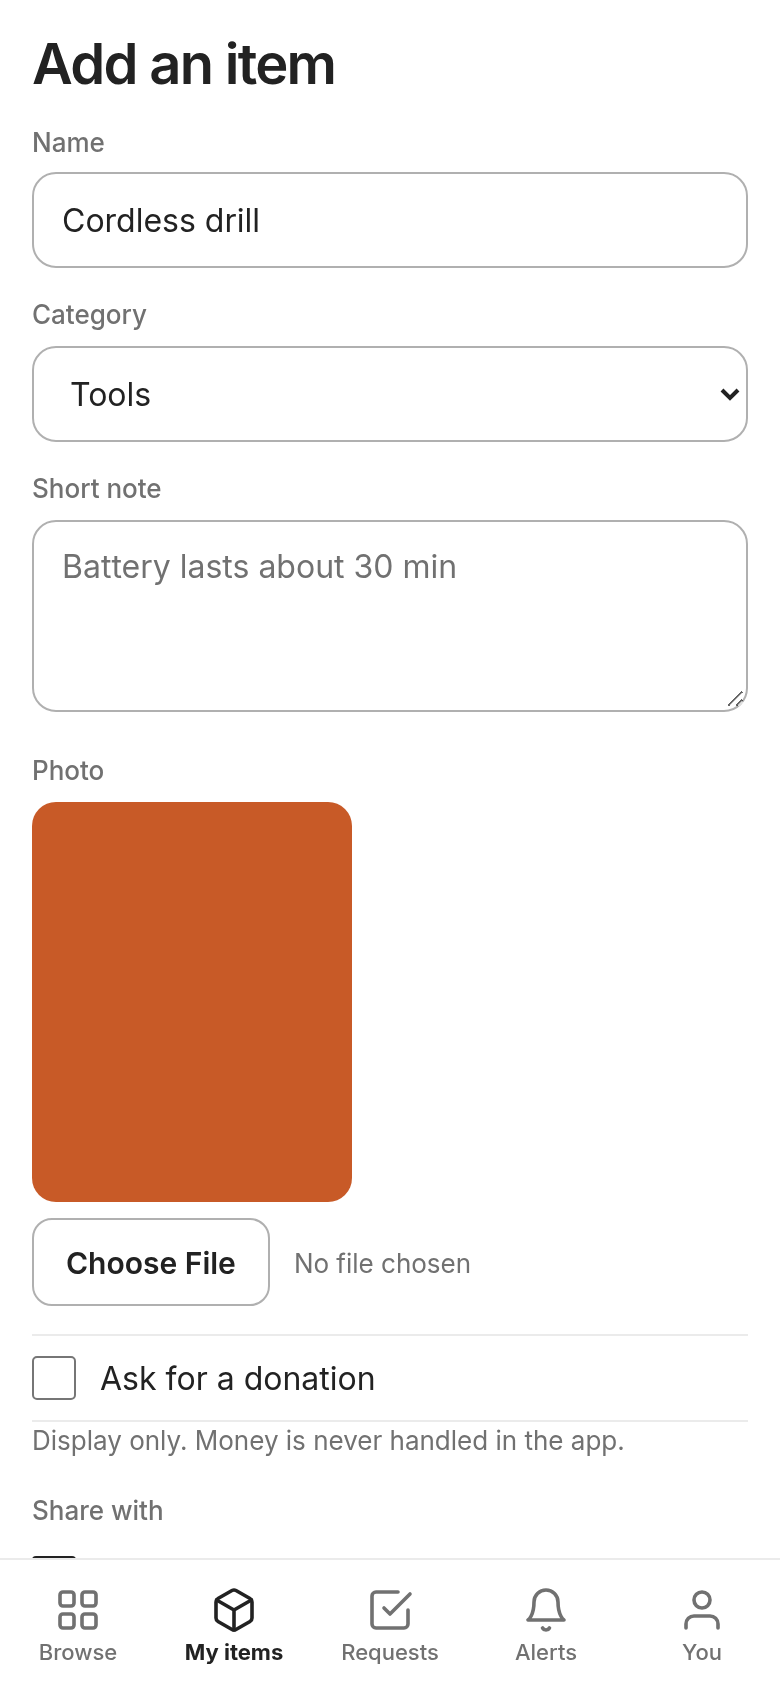 Add an item
Name
Cordless drill
Category
Tools
Short note
Battery lasts about 30 min
Photo
Choose File No file chosen
Ask for a donation
Display only. Money is never handled in the app.
Share with
Browse My items Requests Alerts You